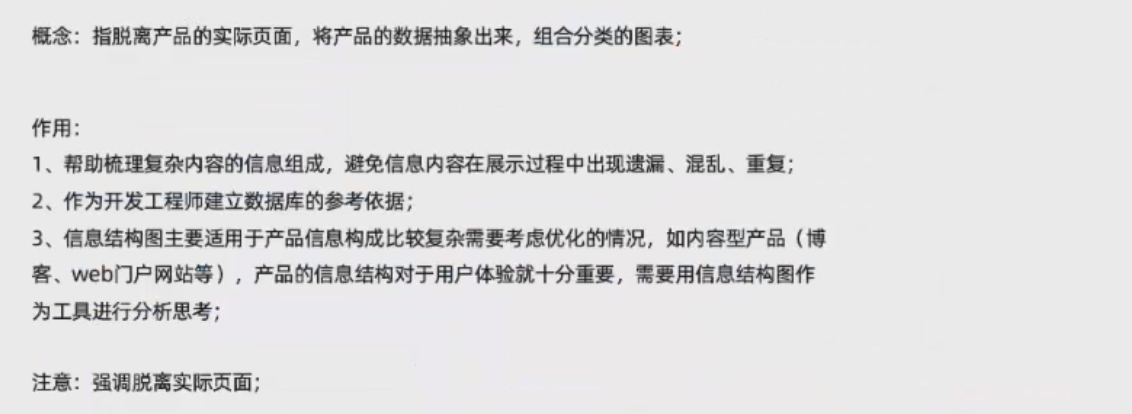 概念：指脱离产品的实际页面，将产品的数据抽象出来，组合分类的图表；
作用：
1、帮助梳理复杂内容的信息组成，避免信息内容在展示过程中出现遗漏、混乱、重复；
2、作为开发工程师建立数据库的参考依据；
3、信息结构图主要适用于产品信息构成比较复杂需要考虑优化的情况，如内容型产品（博
客、web门户网站等），产品的信息结构对于用户体验就十分重要，需要用信息结构图作
为工具进行分析思考；
注意：强调脱离实际页面；